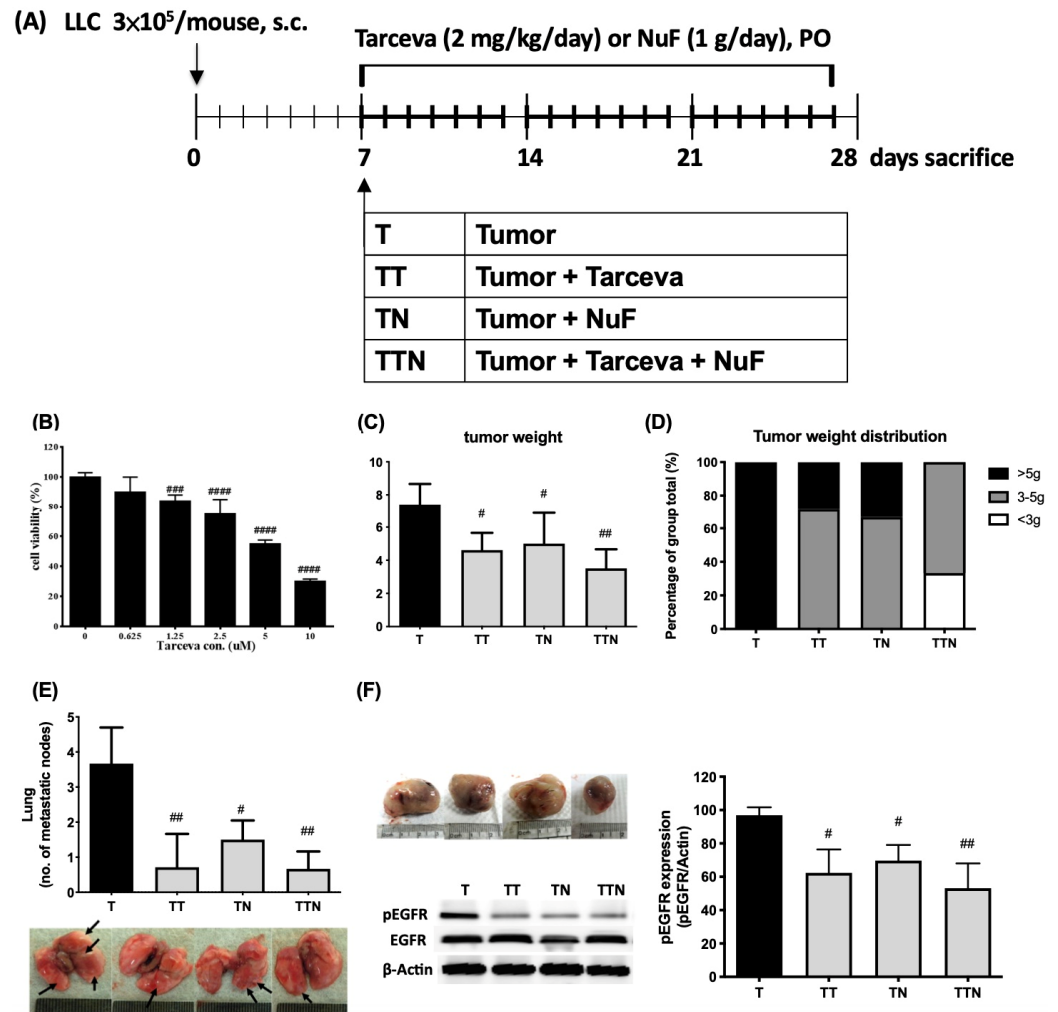 (A) LLC 3×10⁵/mouse, s.c.
Tarceva (2 mg/kg/day) or NuF (1 g/day), PO
0 7 14 21 28 days sacrifice
T Tumor
TT Tumor + Tarceva
TN Tumor + NuF
TTN Tumor + Tarceva + NuF
(B)
cell viability (%)
120
100
80
60
40
20
0
### #### #### ####
0 0.625 1.25 2.5 5 10
Tarceva con. (uM)
(C)
tumor weight
10
8
6
4
2
0
# # ##
T TT TN TTN
(D)
Tumor weight distribution
Percentage of group total (%)
100
80
60
40
20
0
T TT TN TTN
>5g
3-5g
<3g
(E)
Lung
(no. of metastatic nodes)
5
4
3
2
1
0
## # ##
T TT TN TTN
(F)
T TT TN TTN
pEGFR
EGFR
β-Actin
pEGFR expression
(pEGFR/Actin)
120
100
80
60
40
20
0
# # ##
T TT TN TTN